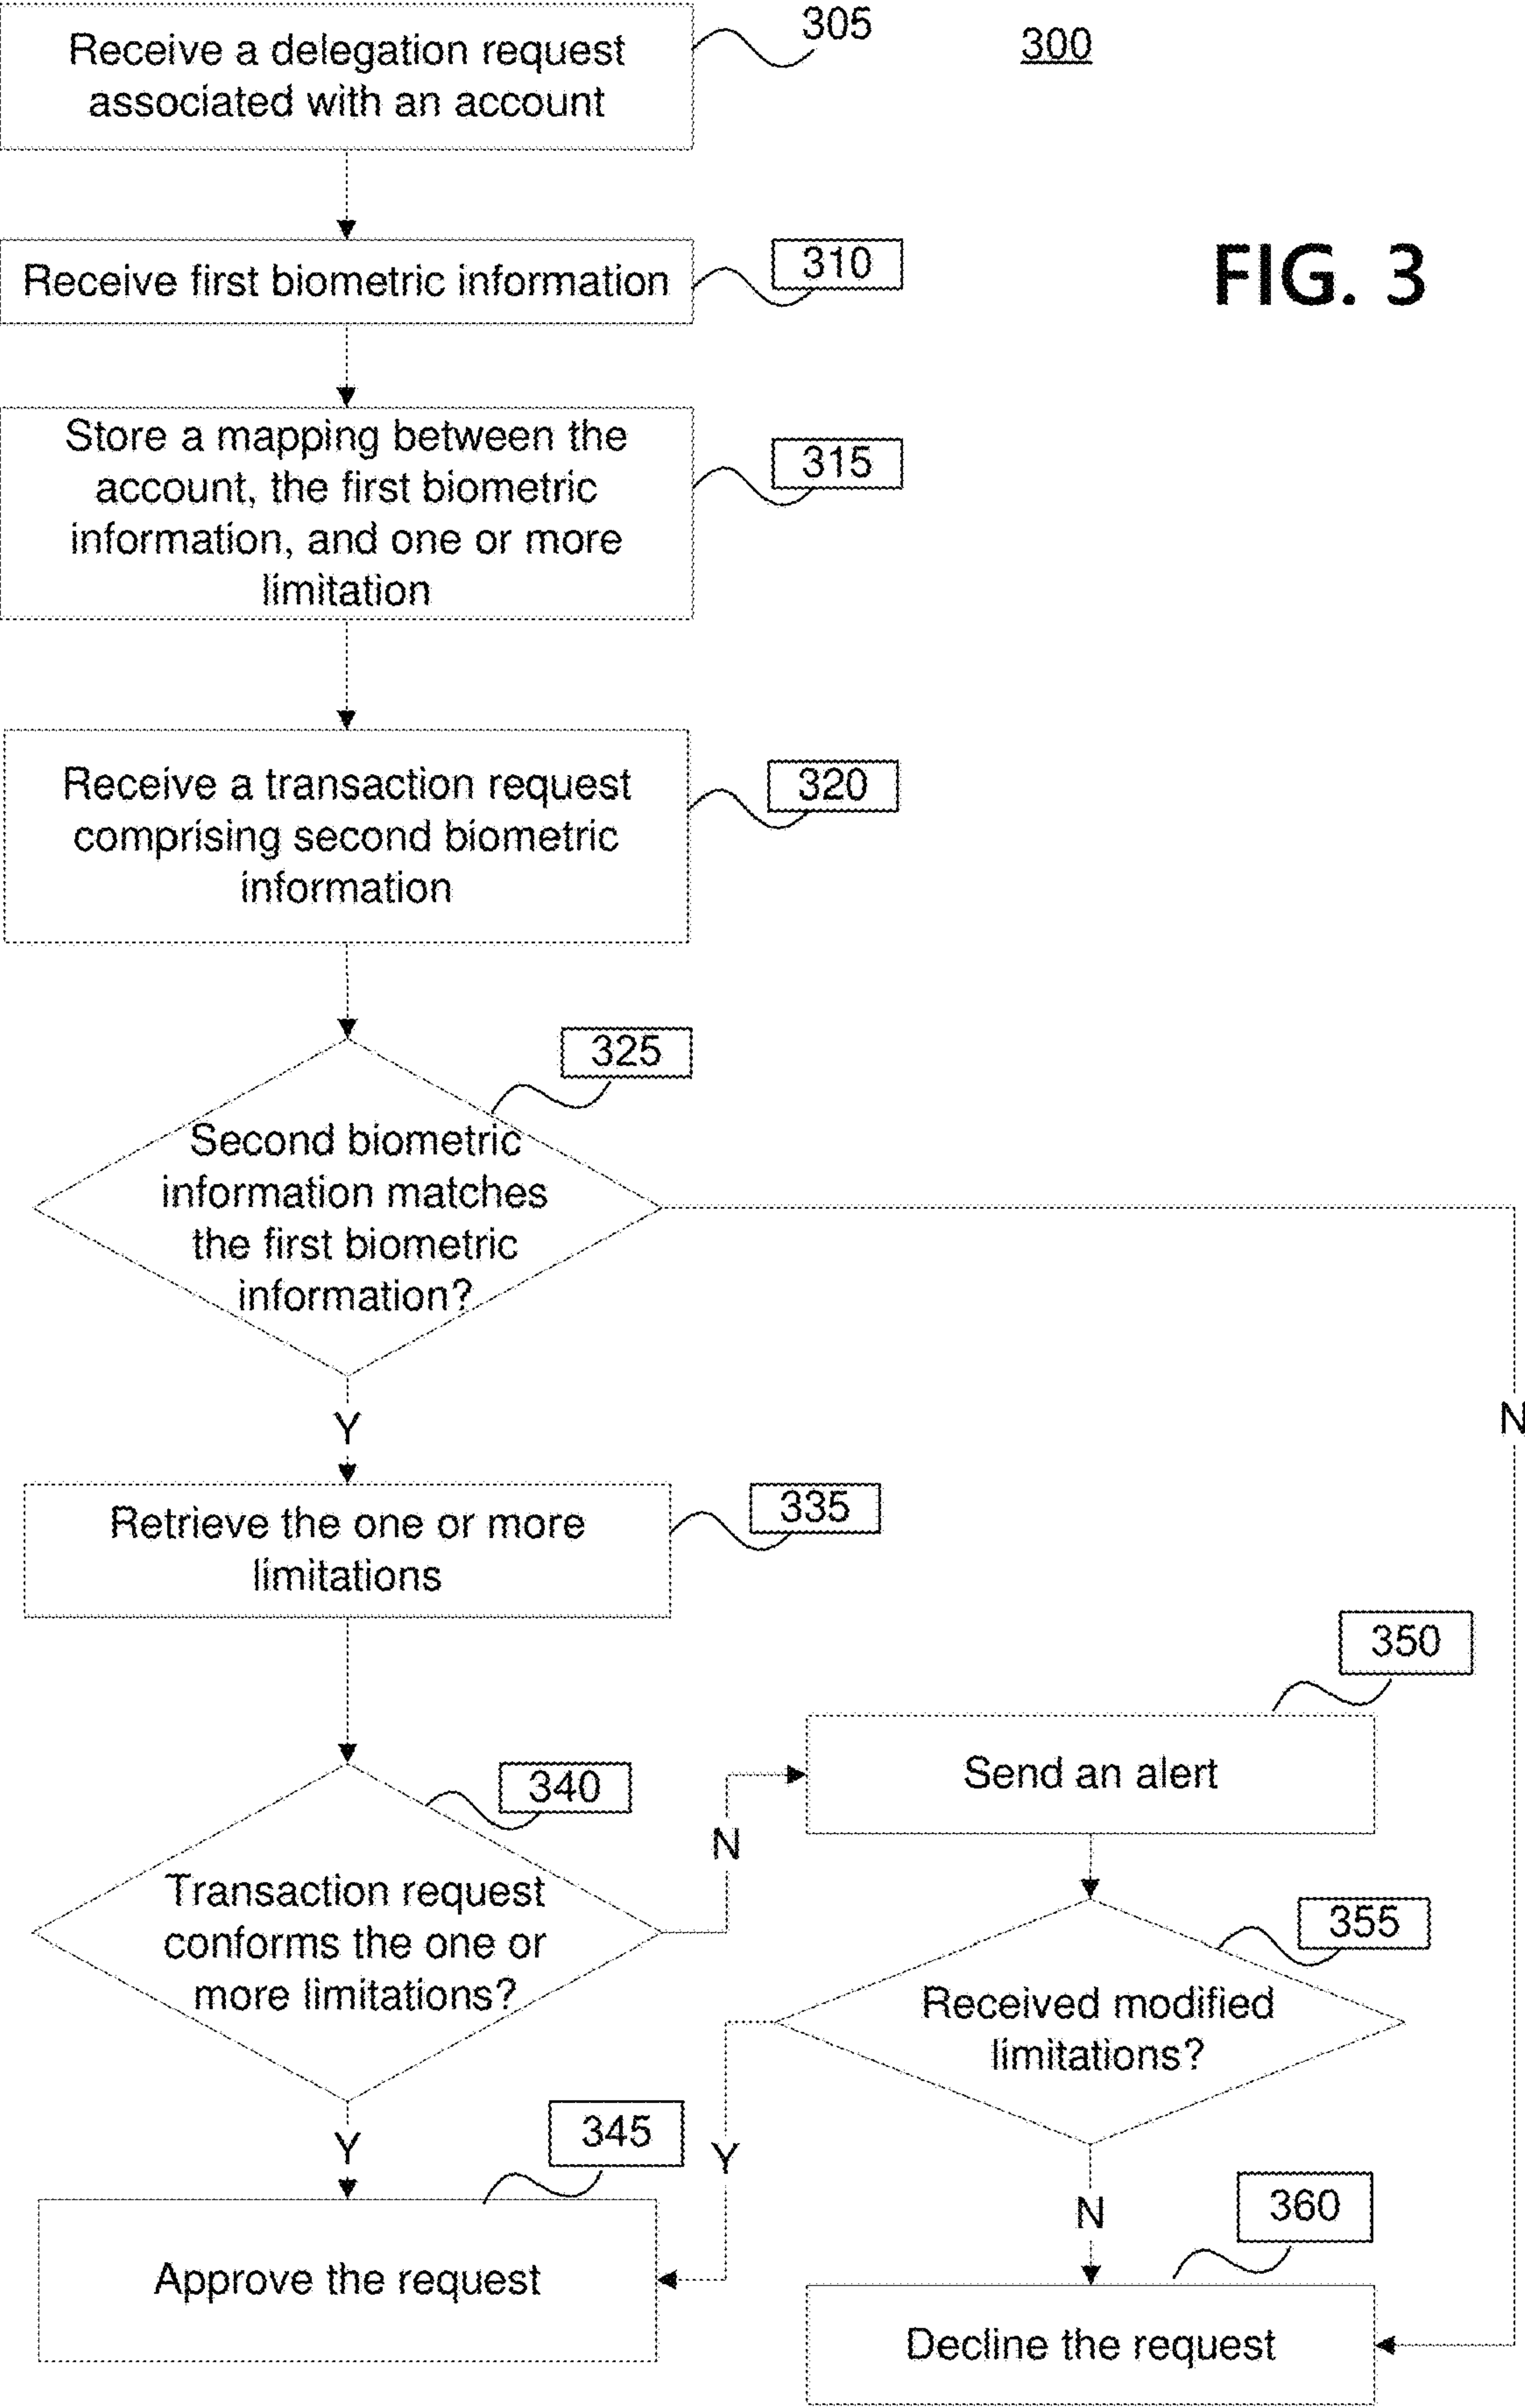 Receive a delegation request
associated with an account
305
300
FIG. 3
Receive first biometric information
310
Store a mapping between the
account, the first biometric
information, and one or more
limitation
315
Receive a transaction request
comprising second biometric
information
320
325
Second biometric
information matches
the first biometric
information?
N
Y
Retrieve the one or more
limitations
335
340
Transaction request
conforms the one or
more limitations?
N
350
Send an alert
355
Received modified
limitations?
Y
345
Y
Approve the request
N
360
Decline the request